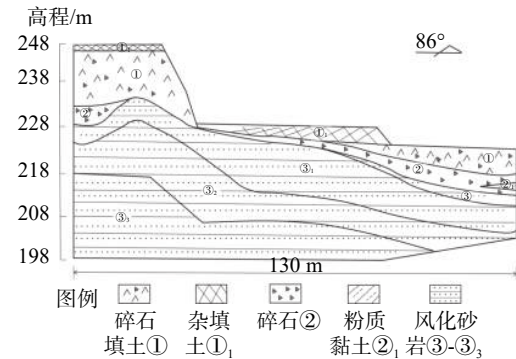 高程/m
248
238
228
218
208
198
86°
①₁
①
②
①₁
①
②
②₁
③₁
③
③₂
③₃
130 m
图例
碎石
填土①
杂填
土①₁
碎石②
粉质
黏土②₁
风化砂
岩③-③₃